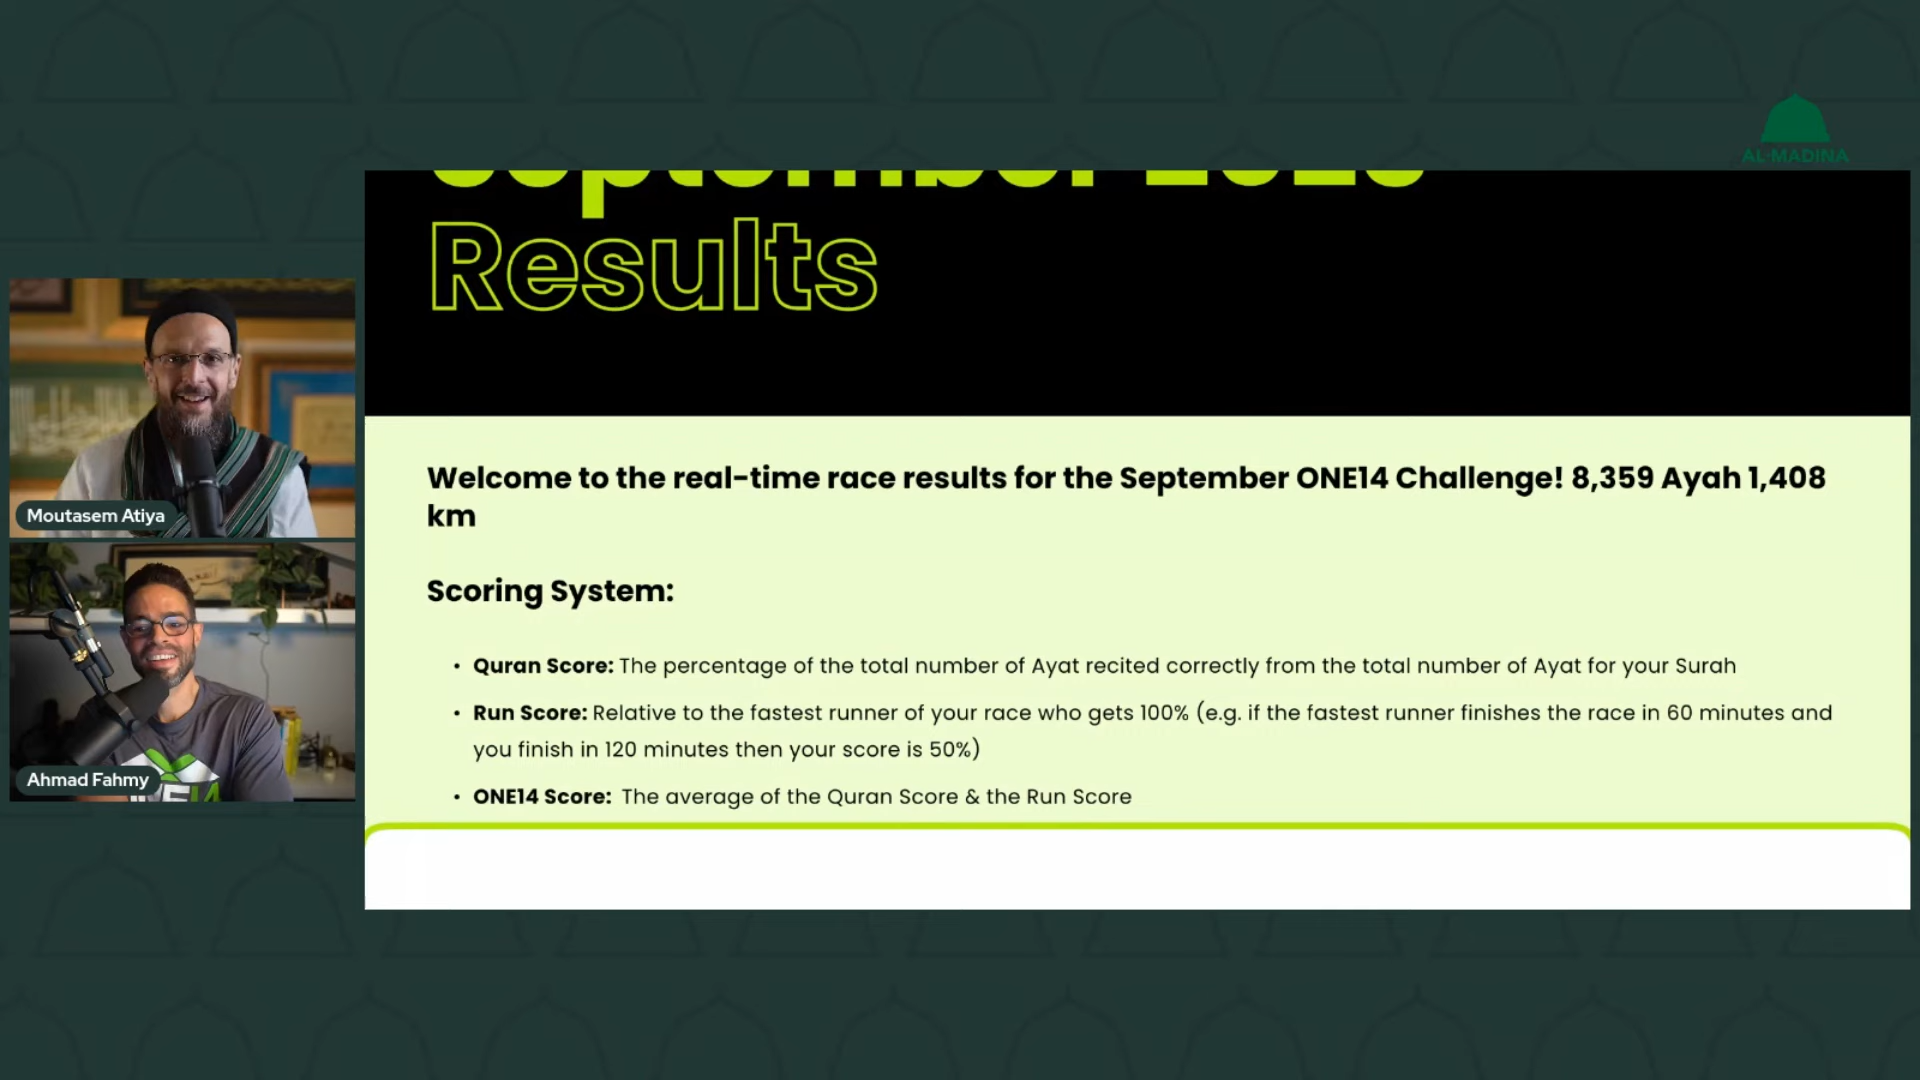 AL-MADINA
September 2025
Results
Welcome to the real-time race results for the September ONE14 Challenge! 8,359 Ayah 1,408
km
Scoring System:
• Quran Score: The percentage of the total number of Ayat recited correctly from the total number of Ayat for your Surah
• Run Score: Relative to the fastest runner of your race who gets 100% (e.g. if the fastest runner finishes the race in 60 minutes and
you finish in 120 minutes then your score is 50%)
• ONE14 Score: The average of the Quran Score & the Run Score
Moutasem Atiya
Ahmad Fahmy